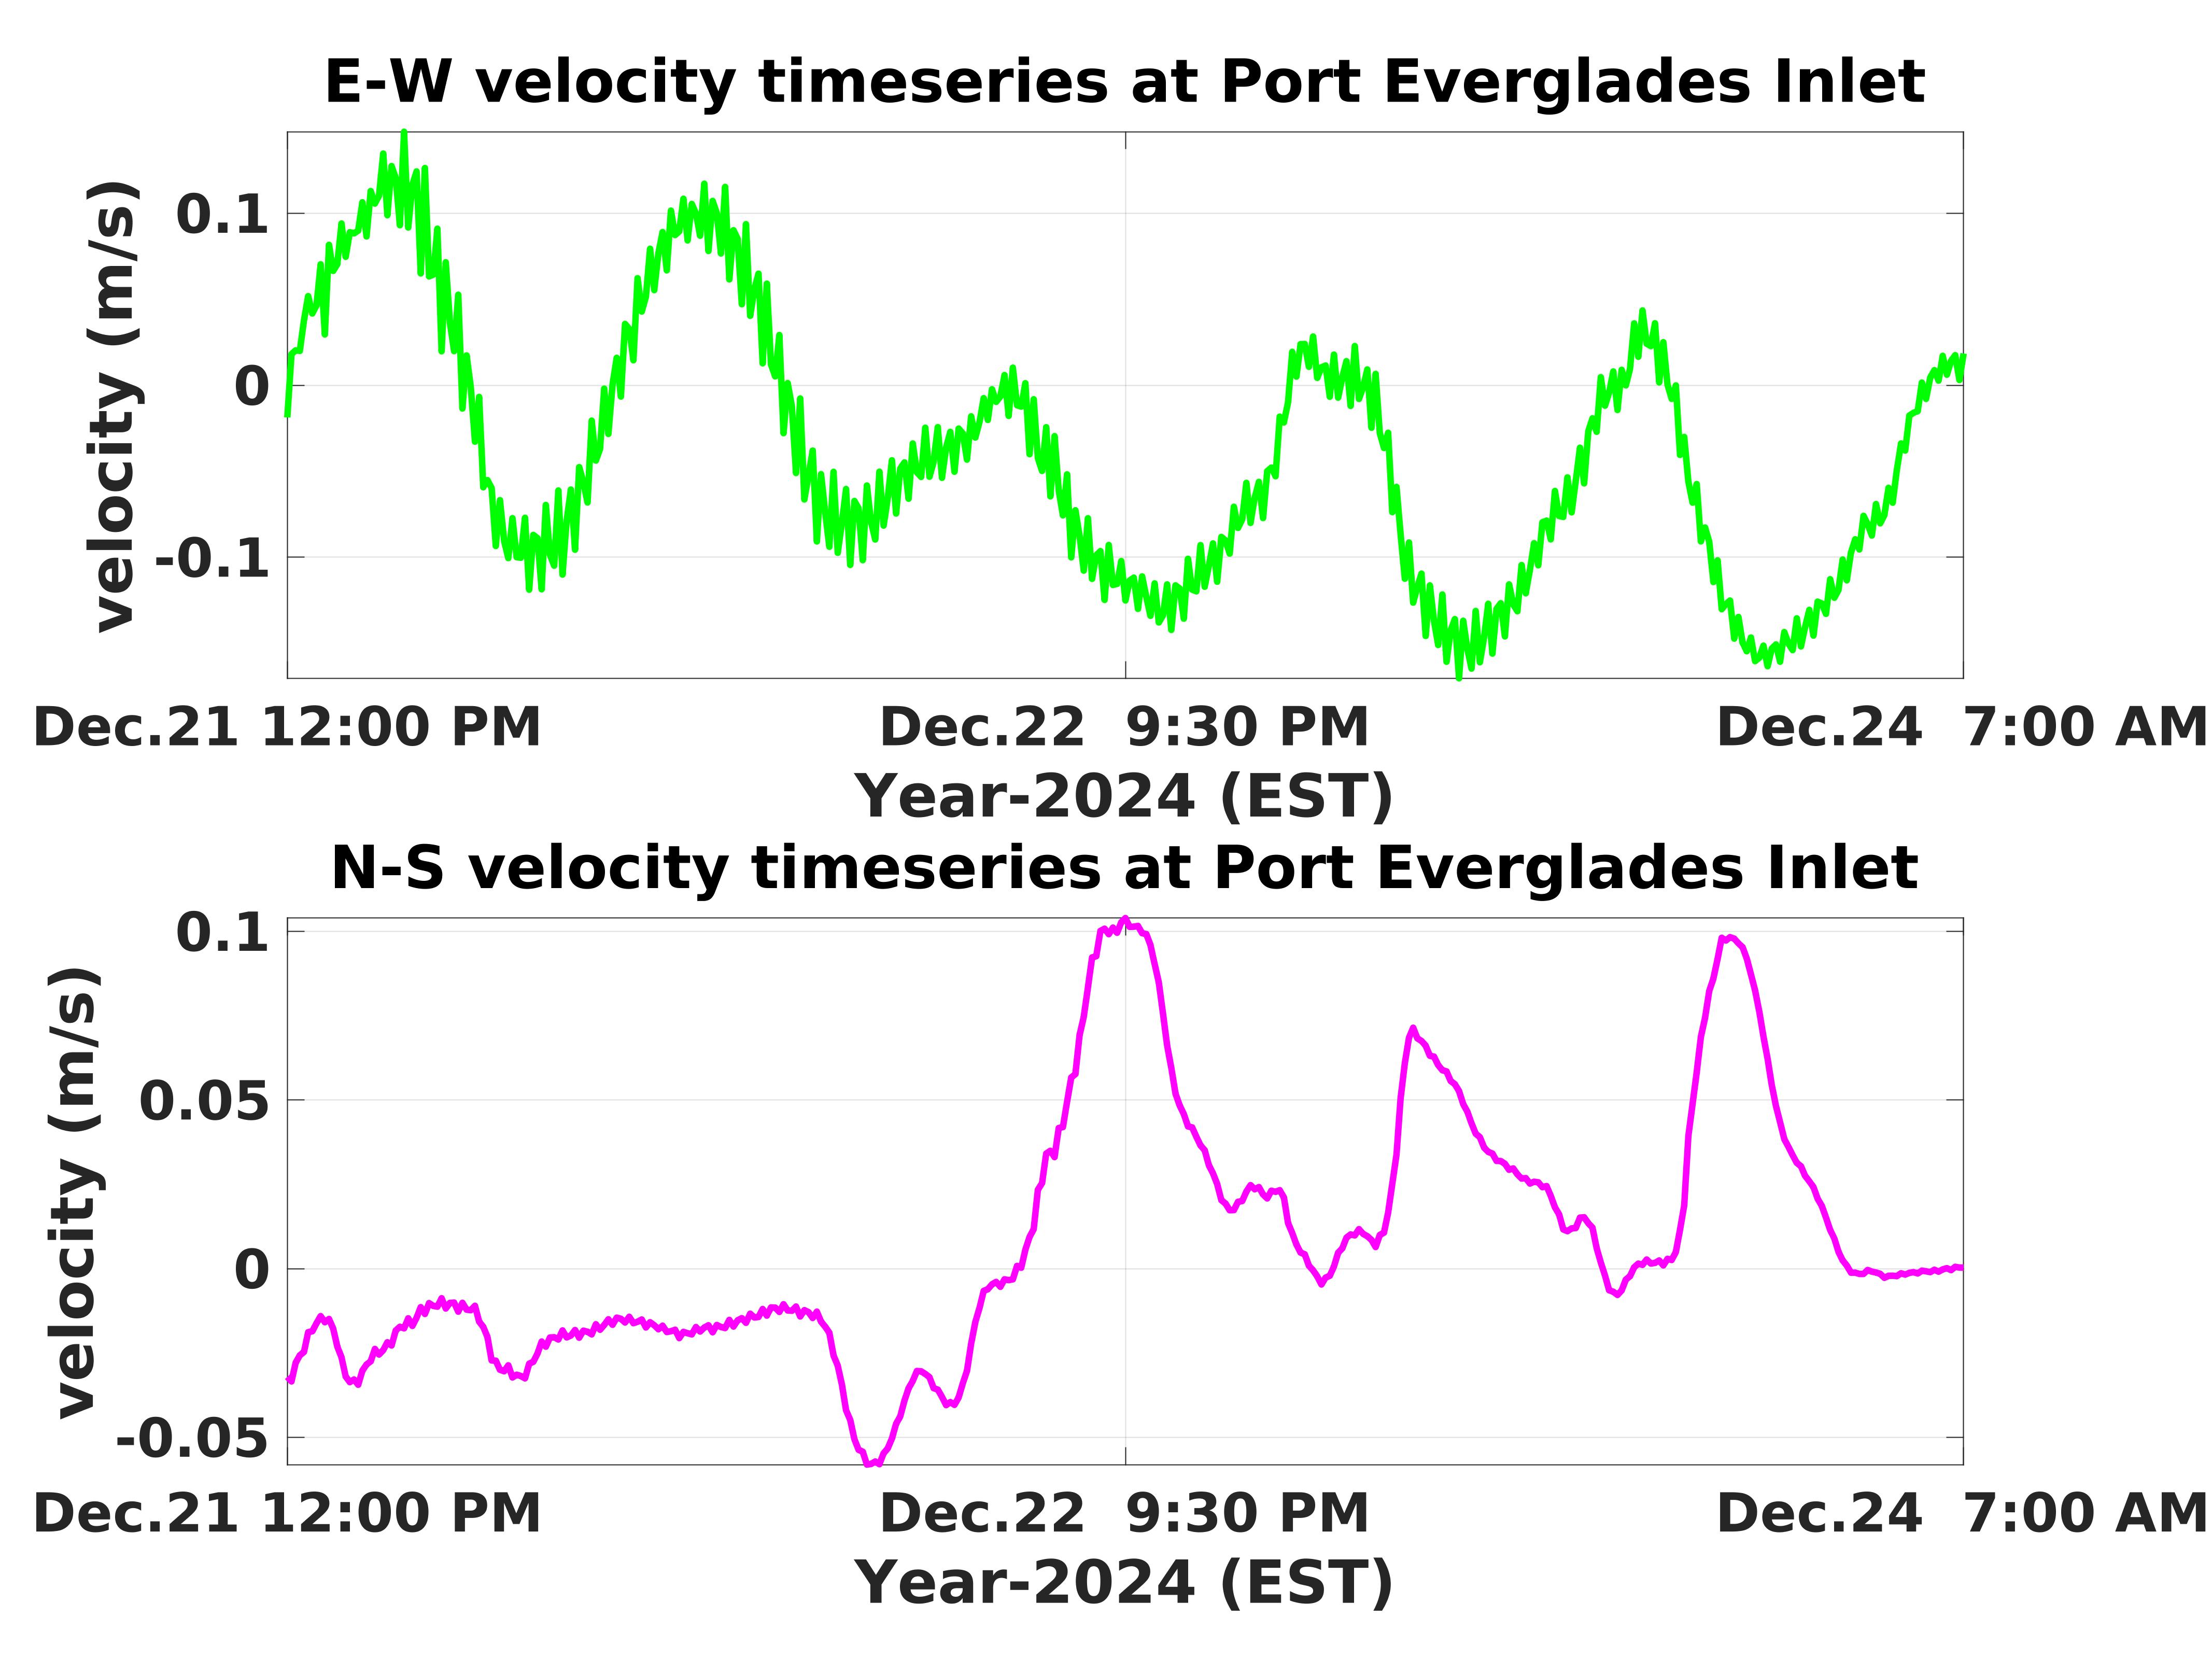 E-W velocity timeseries at Port Everglades Inlet
velocity (m/s)
0.1
0
-0.1
Dec.21 12:00 PM
Dec.22  9:30 PM
Dec.24  7:00 AM
Year-2024 (EST)
N-S velocity timeseries at Port Everglades Inlet
velocity (m/s)
0.1
0.05
0
-0.05
Dec.21 12:00 PM
Dec.22  9:30 PM
Dec.24  7:00 AM
Year-2024 (EST)